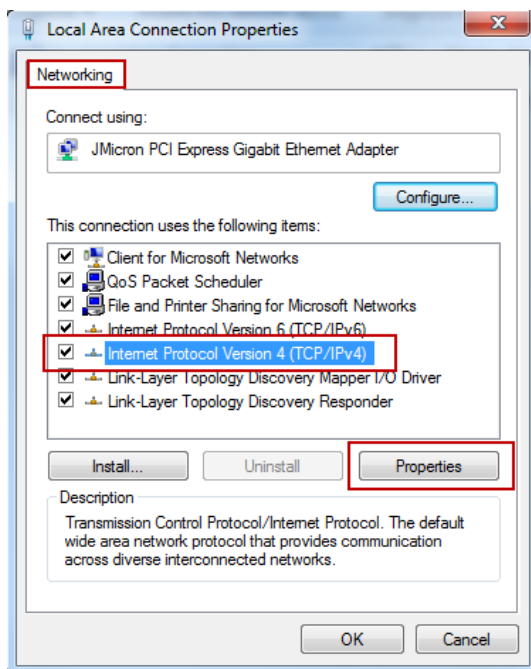 Local Area Connection Properties
Networking
Connect using:
JMicron PCI Express Gigabit Ethernet Adapter
Configure...
This connection uses the following items:
Client for Microsoft Networks
QoS Packet Scheduler
File and Printer Sharing for Microsoft Networks
Internet Protocol Version 6 (TCP/IPv6)
Internet Protocol Version 4 (TCP/IPv4)
Link-Layer Topology Discovery Mapper I/O Driver
Link-Layer Topology Discovery Responder
Install... Uninstall Properties
Description
Transmission Control Protocol/Internet Protocol. The default
wide area network protocol that provides communication
across diverse interconnected networks.
OK Cancel